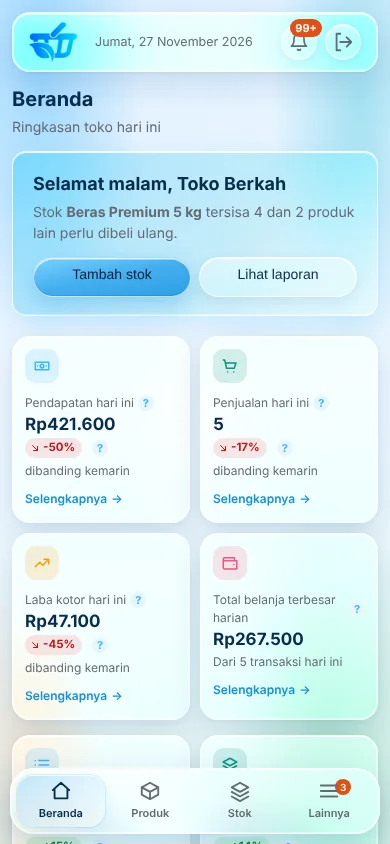 Jumat, 27 November 2026
99+
Beranda
Ringkasan toko hari ini
Selamat malam, Toko Berkah
Stok Beras Premium 5 kg tersisa 4 dan 2 produk
lain perlu dibeli ulang.
Tambah stok
Lihat laporan
Pendapatan hari ini ?
Rp421.600
↘ -50% ?
dibanding kemarin
Selengkapnya →
Penjualan hari ini ?
5
↘ -17% ?
dibanding kemarin
Selengkapnya →
Laba kotor hari ini ?
Rp47.100
↘ -45% ?
dibanding kemarin
Selengkapnya →
Total belanja terbesar
harian ?
Rp267.500
Dari 5 transaksi hari ini
Selengkapnya →
Beranda
Produk
Stok
3
Lainnya